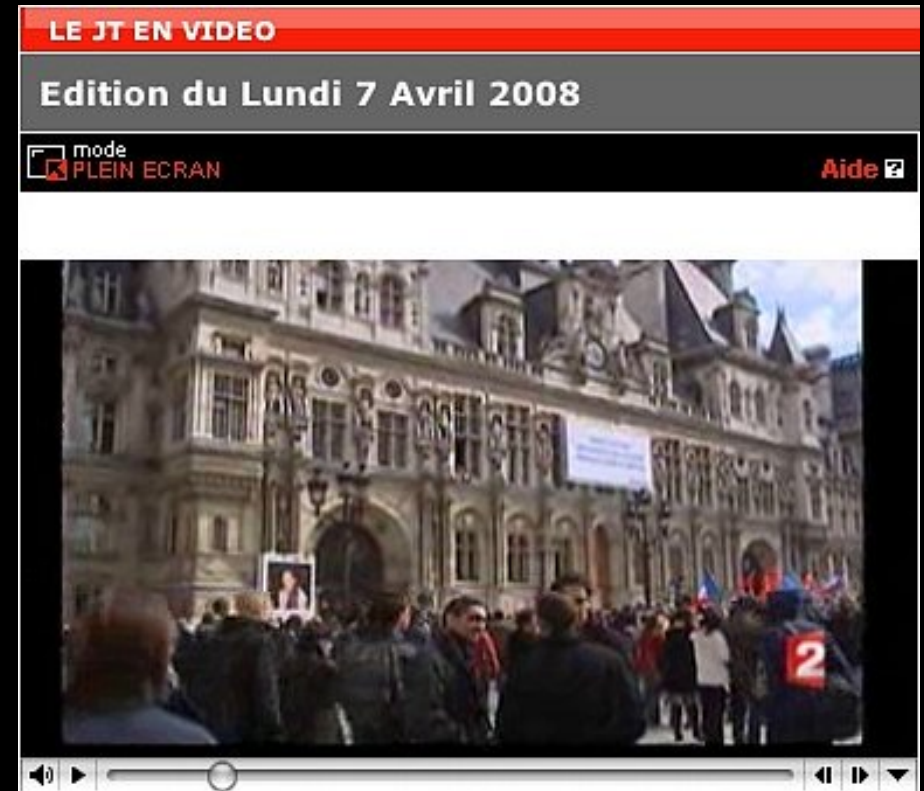 LE JT EN VIDEO
Edition du Lundi 7 Avril 2008
mode
PLEIN ECRAN
Aide ?
2